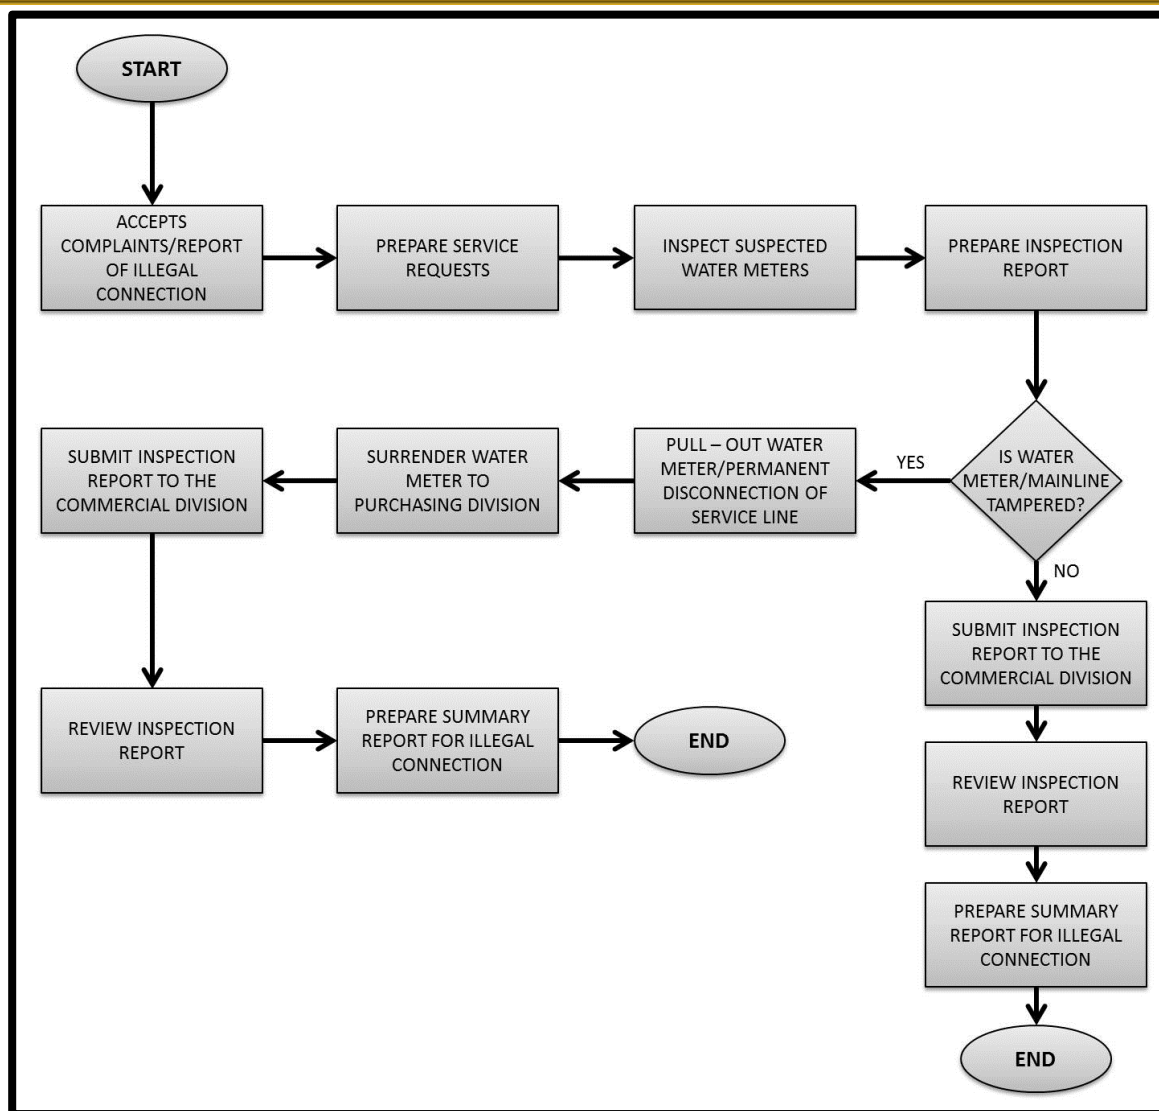 START
ACCEPTS
COMPLAINTS/REPORT
OF ILLEGAL
CONNECTION
PREPARE SERVICE
REQUESTS
INSPECT SUSPECTED
WATER METERS
PREPARE INSPECTION
REPORT
IS WATER
METER/MAINLINE
TAMPERED?
YES
PULL – OUT WATER
METER/PERMANENT
DISCONNECTION OF
SERVICE LINE
SURRENDER WATER
METER TO
PURCHASING DIVISION
SUBMIT INSPECTION
REPORT TO THE
COMMERCIAL DIVISION
REVIEW INSPECTION
REPORT
PREPARE SUMMARY
REPORT FOR ILLEGAL
CONNECTION
END
NO
SUBMIT INSPECTION
REPORT TO THE
COMMERCIAL DIVISION
REVIEW INSPECTION
REPORT
PREPARE SUMMARY
REPORT FOR ILLEGAL
CONNECTION
END